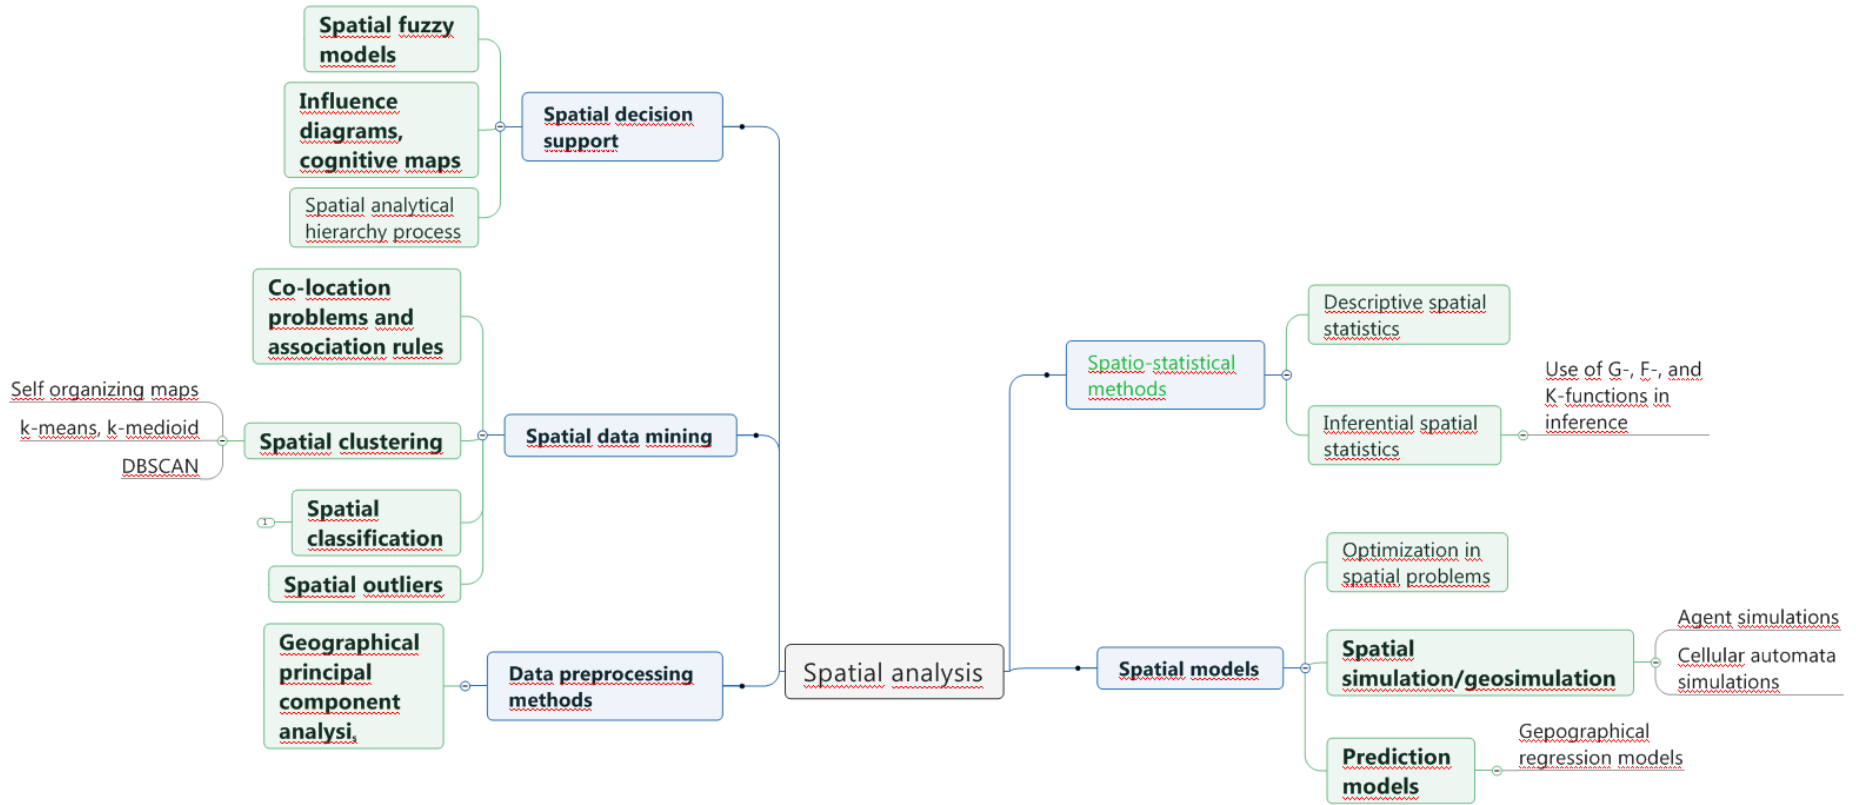 Spatial fuzzy
models
Influence
diagrams,
cognitive maps
Spatial analytical
hierarchy process
Spatial decision
support
Co-location
problems and
association rules
Self organizing maps
k-means, k-medioid
DBSCAN
Spatial clustering
Spatial data mining
1
Spatial
classification
Spatial outliers
Geographical
principal
component
analysis
Data preprocessing
methods
Spatial analysis
Spatio-statistical
methods
Descriptive spatial
statistics
Inferential spatial
statistics
Use of G-, F-, and
K-functions in
inference
Spatial models
Optimization in
spatial problems
Spatial
simulation/geosimulation
Agent simulations
Cellular automata
simulations
Prediction
models
Gepographical
regression models